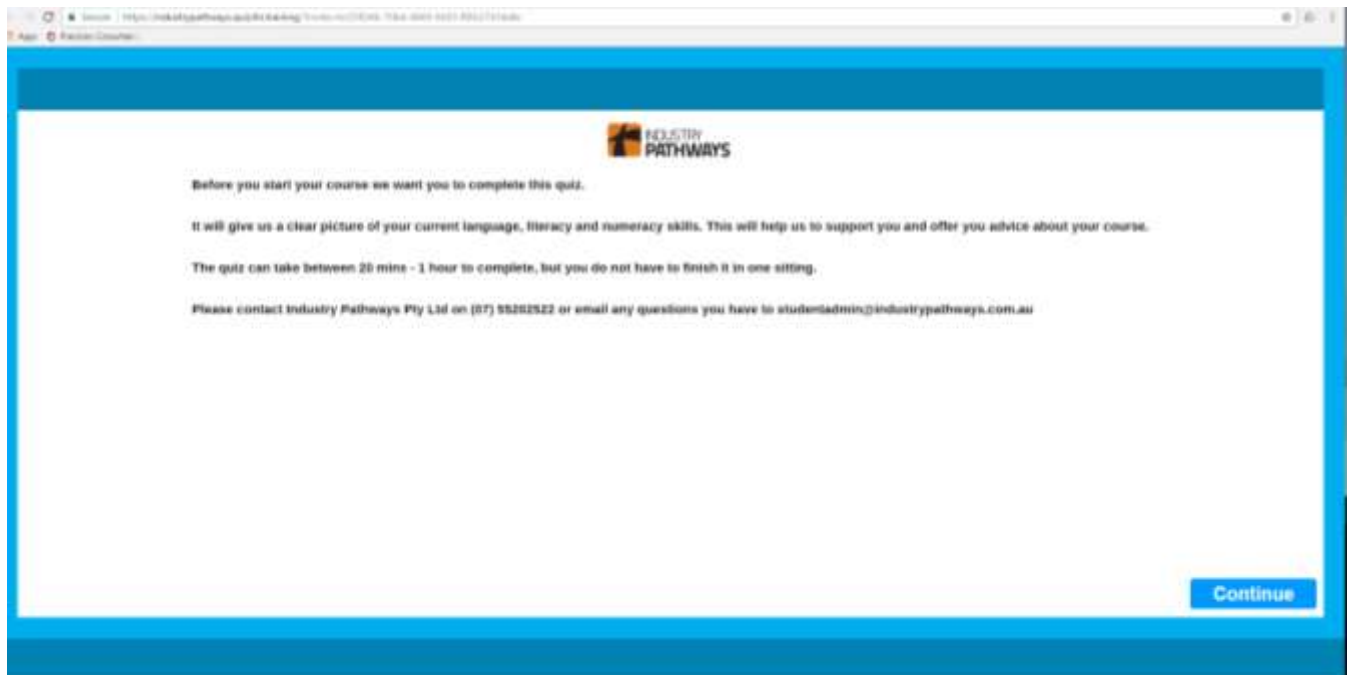 Secure
Apps
INDUSTRY
PATHWAYS
Before you start your course we want you to complete this quiz.
It will give us a clear picture of your current language, literacy and numeracy skills. This will help us to support you and offer you advice about your course.
The quiz can take between 20 mins - 1 hour to complete, but you do not have to finish it in one sitting.
Please contact Industry Pathways Pty Ltd on (07) 55202522 or email any questions you have to studentadmin@industrypathways.com.au
Continue